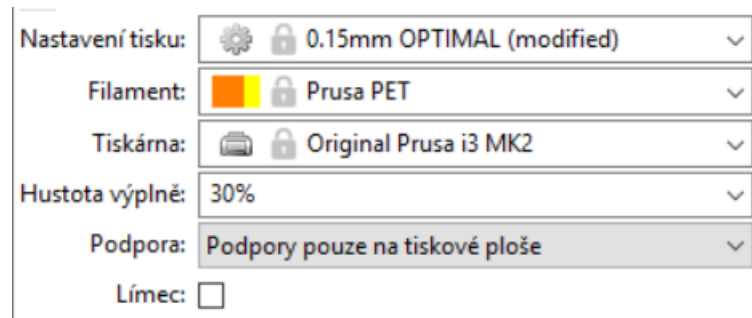 Nastavení tisku: 0.15mm OPTIMAL (modified)
Filament: Prusa PET
Tiskárna: Original Prusa i3 MK2
Hustota výplně: 30%
Podpora: Podpory pouze na tiskové ploše
Límec: